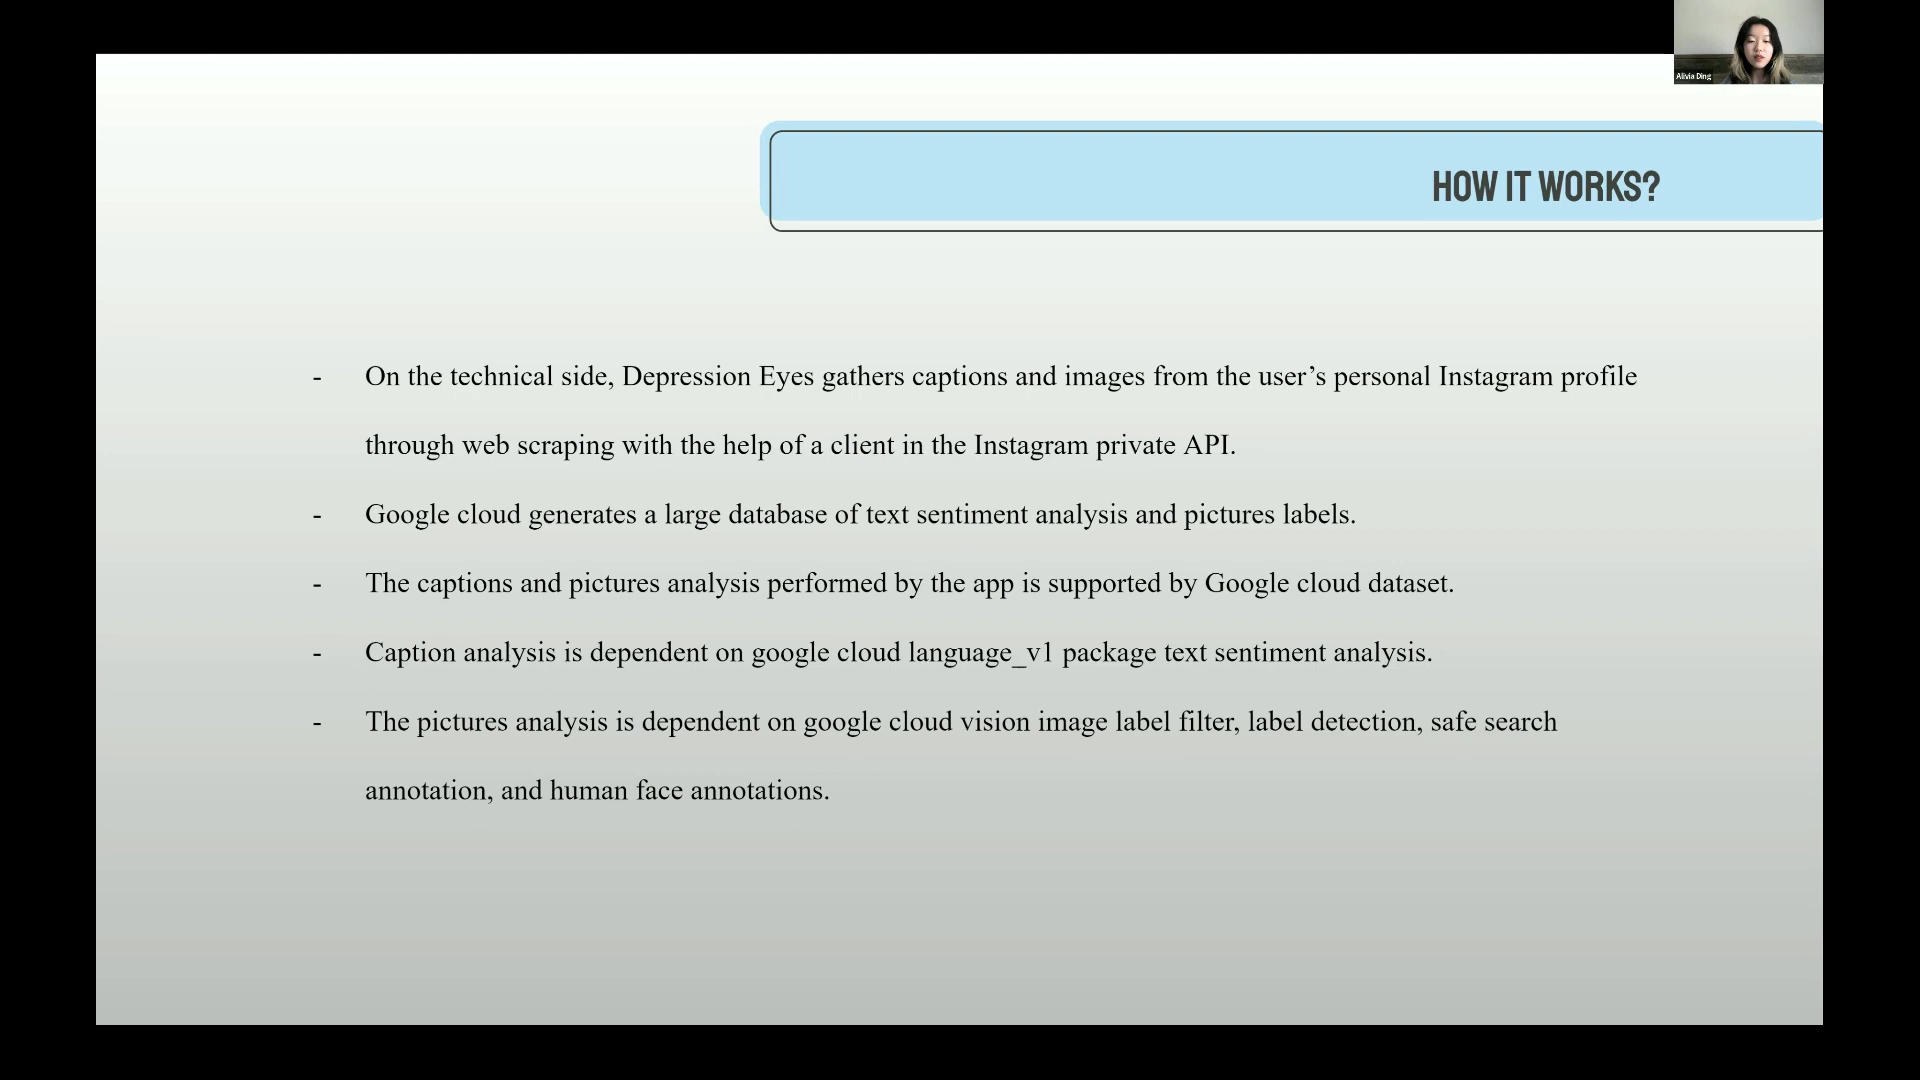 Alivia Ding
HOW IT WORKS?
- On the technical side, Depression Eyes gathers captions and images from the user’s personal Instagram profile
through web scraping with the help of a client in the Instagram private API.
- Google cloud generates a large database of text sentiment analysis and pictures labels.
- The captions and pictures analysis performed by the app is supported by Google cloud dataset.
- Caption analysis is dependent on google cloud language_v1 package text sentiment analysis.
- The pictures analysis is dependent on google cloud vision image label filter, label detection, safe search
annotation, and human face annotations.